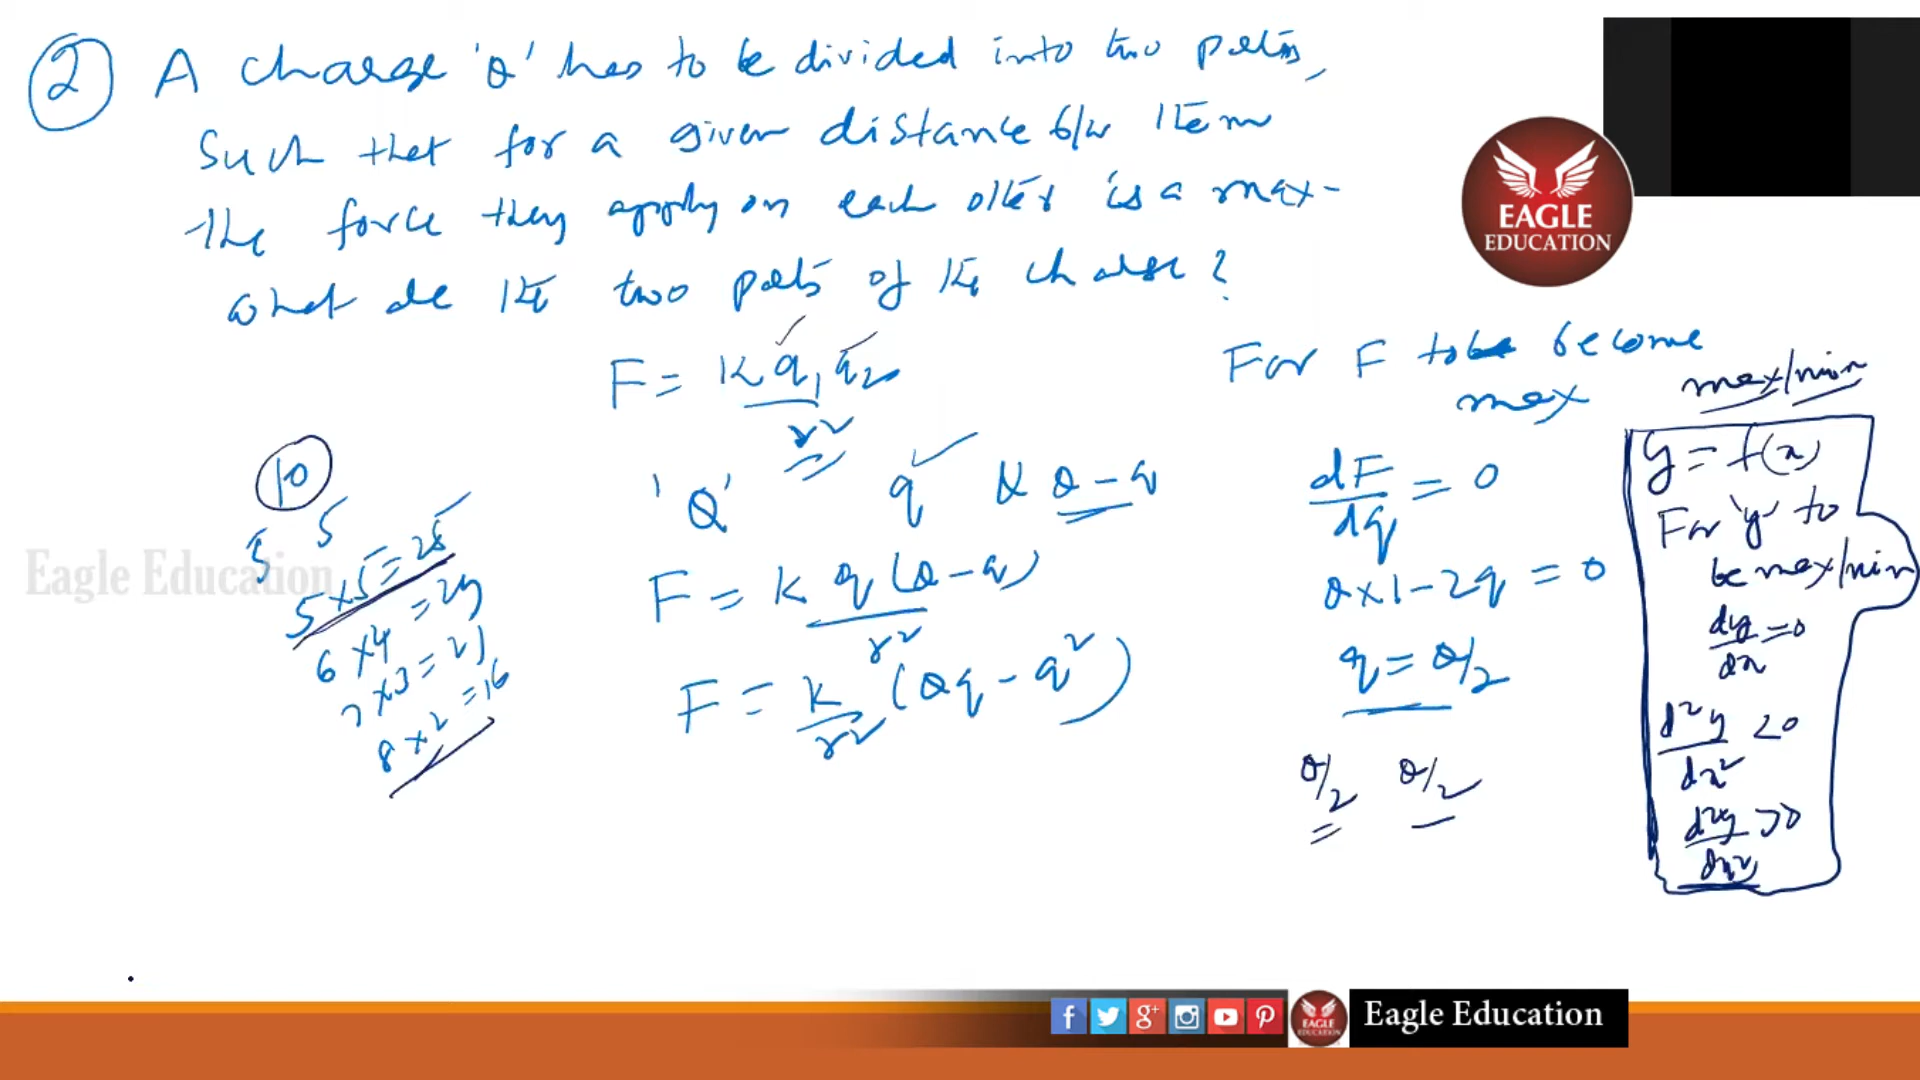 2 A charge 'Q' has to be divided into two parts,
Such that for a given distance b/w them
the force they apply on each other is a max-
what are the two parts of the charge?
EAGLE
EDUCATION
F = K q₁ q₂
r²
'Q' q & Q-q
F = K q(Q-q)
r²
F = K (Qq - q²)
r²
10
5 5
5×5=25
6×4=24
7×3=21
8×2=16
Eagle Education
For F to become
max
dF = 0
dq
Q×1-2q = 0
q = Q/2
Q/2 Q/2
max/min
y = f(x)
For 'y' to
be max/min
dy = 0
dx
d²y < 0
dx²
d²y > 0
dx²
EAGLE
EDUCATION
Eagle Education